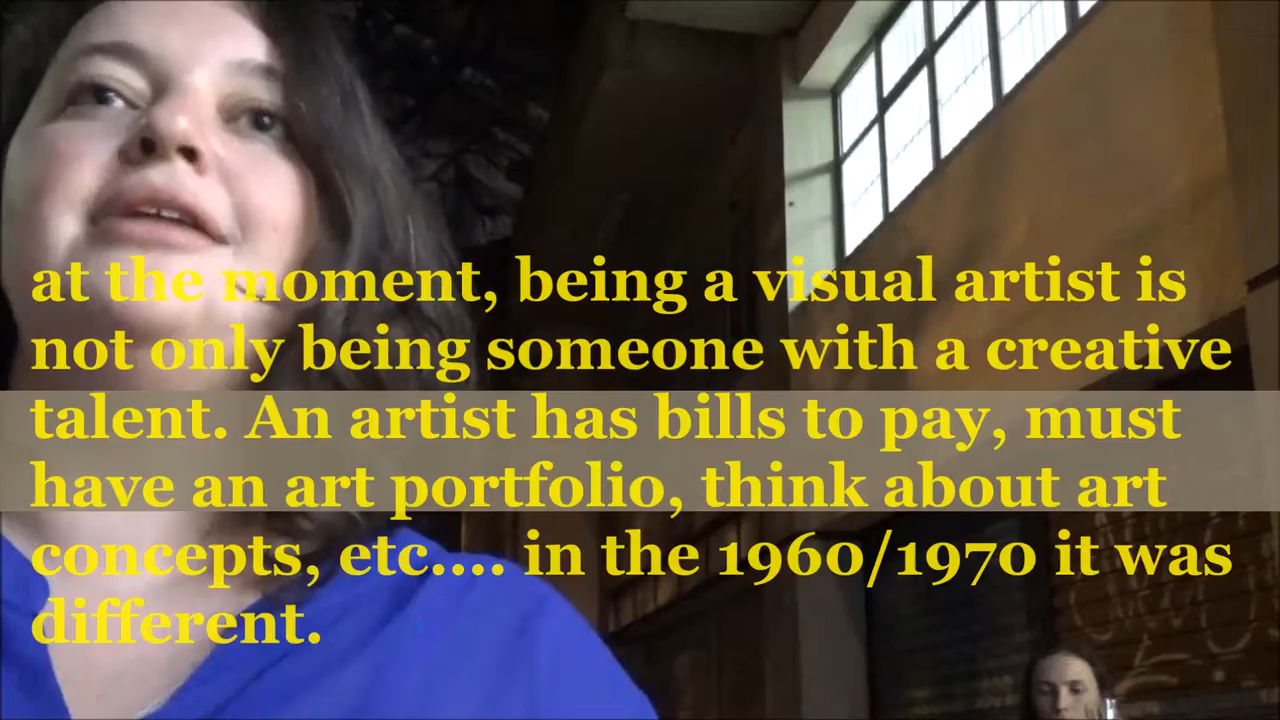 at the moment, being a visual artist is
not only being someone with a creative
talent. An artist has bills to pay, must
have an art portfolio, think about art
concepts, etc.... in the 1960/1970 it was
different.